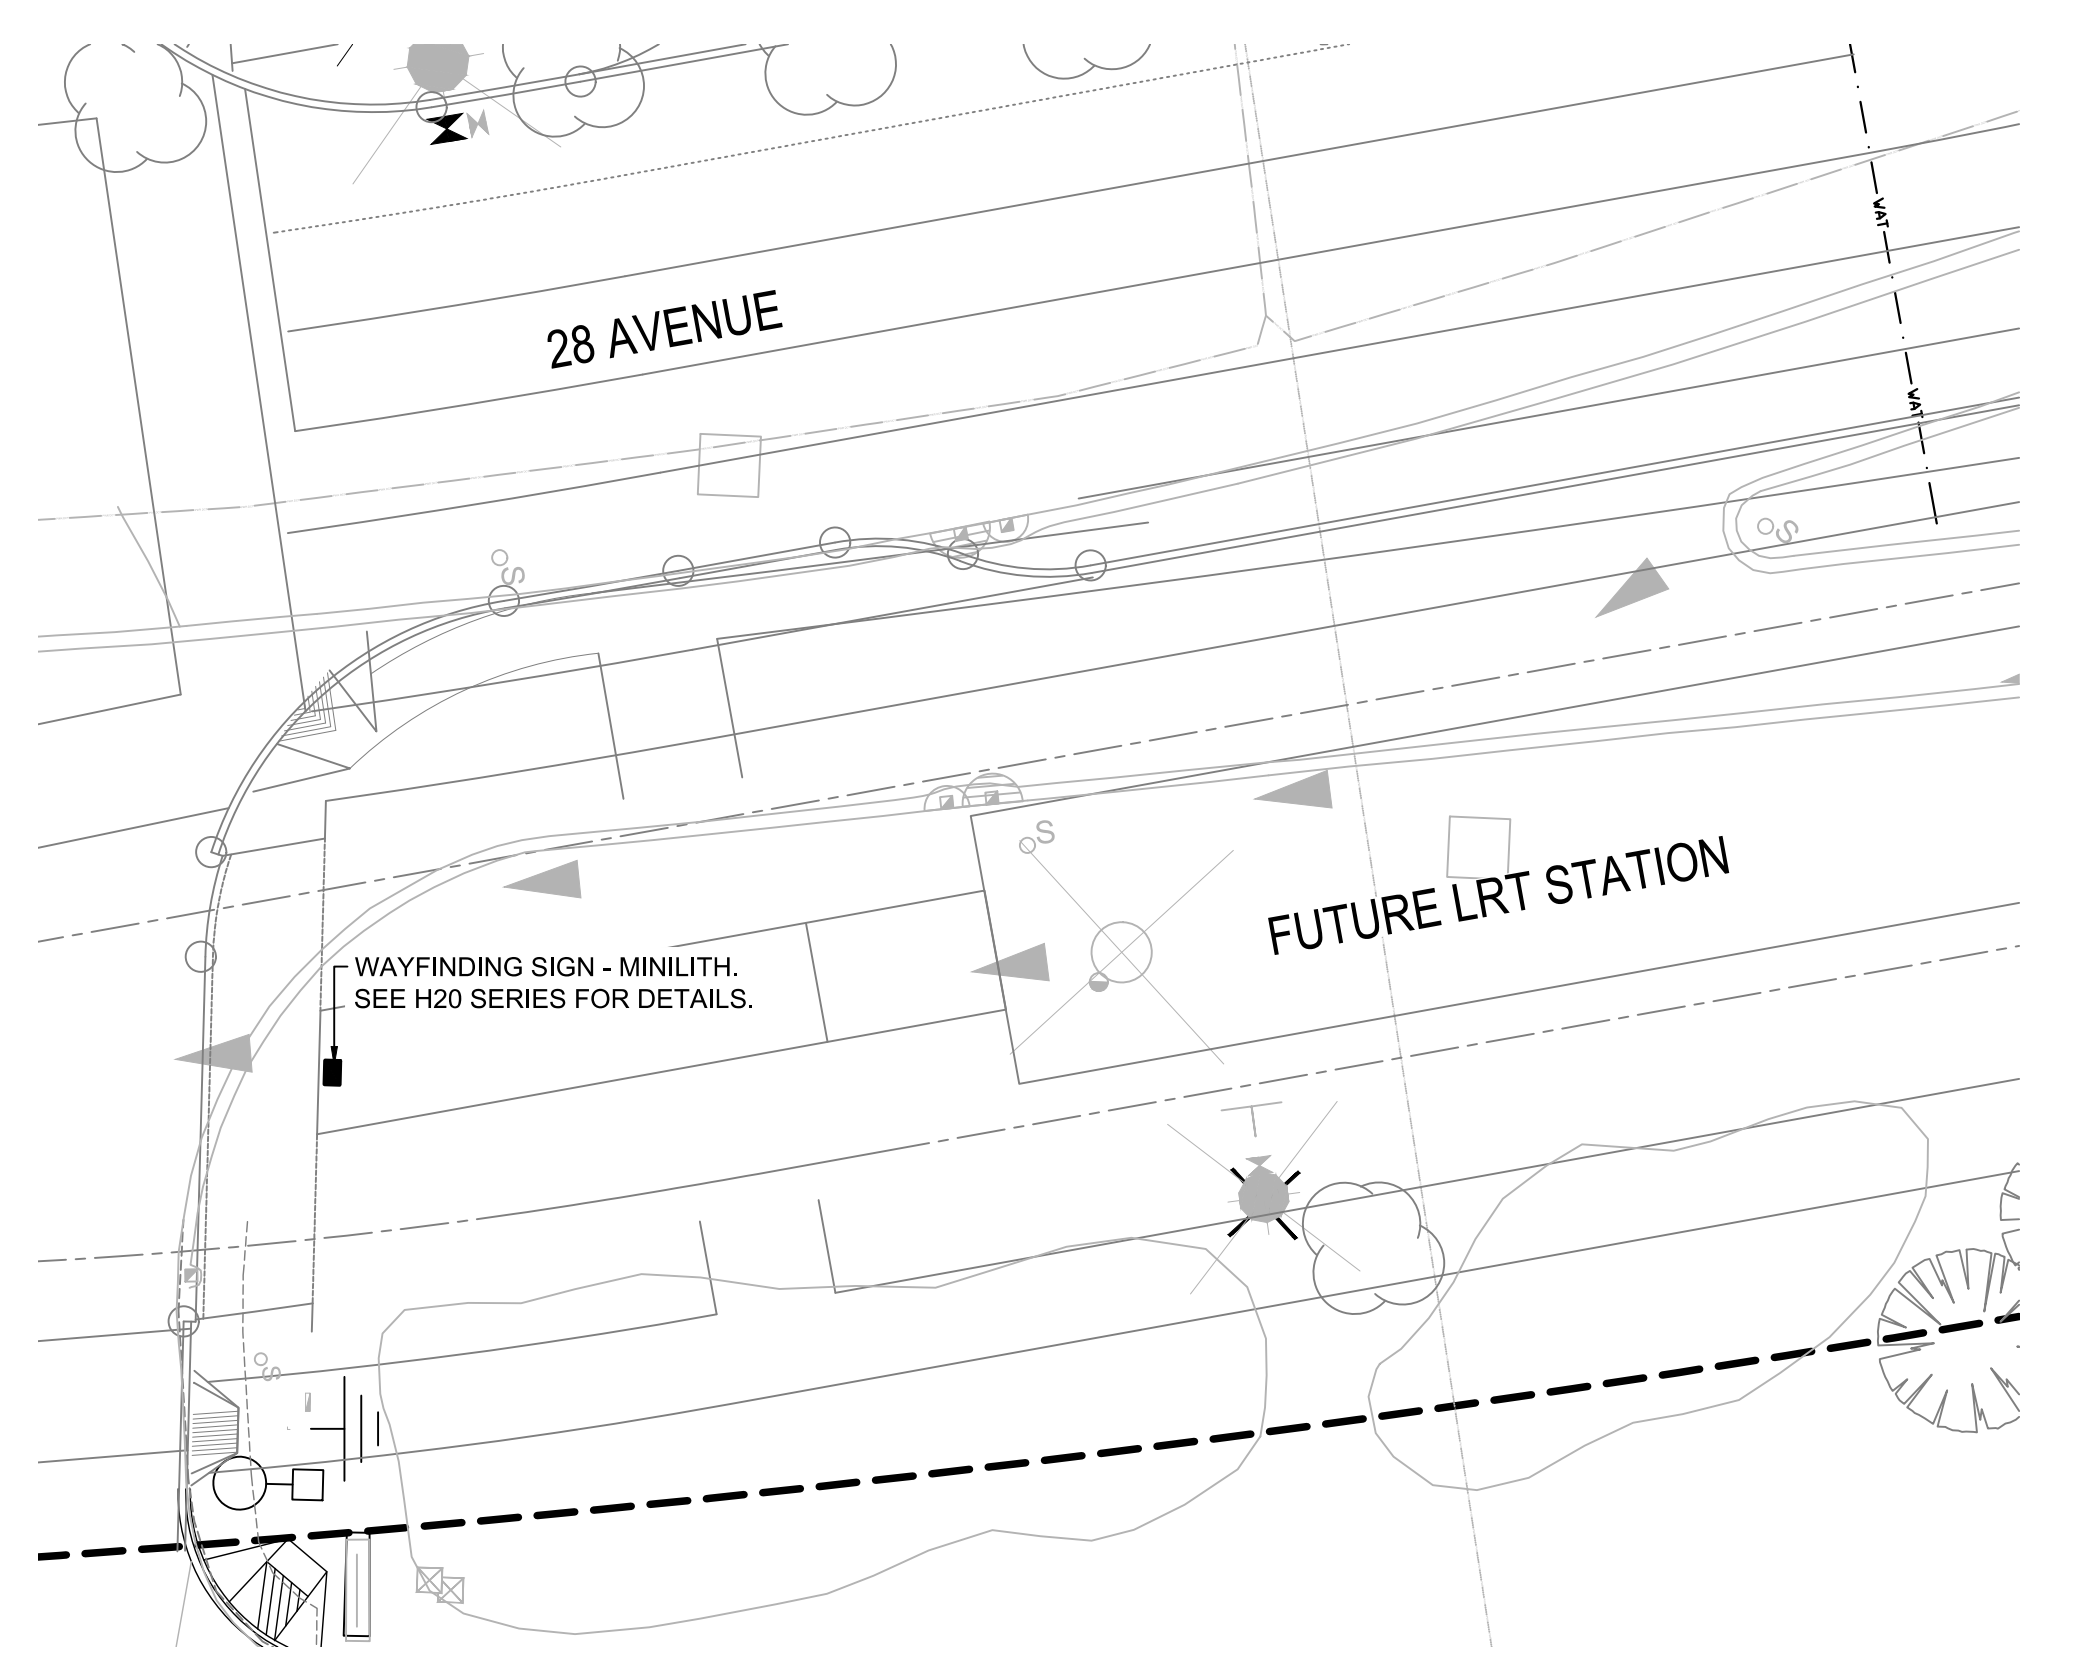 WAT
28 AVENUE
WAT
S
S
S
FUTURE LRT STATION
WAYFINDING SIGN - MINILITH.
SEE H20 SERIES FOR DETAILS.
S